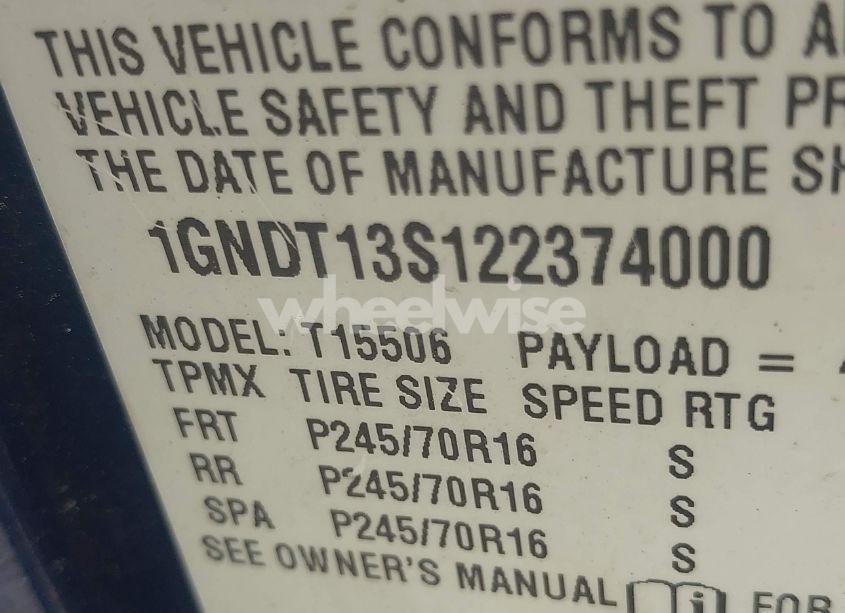 THIS VEHICLE CONFORMS TO
VEHICLE SAFETY AND THEFT
THE DATE OF MANUFACTURE
1GNDT13S122374000
wheelwise
MODEL: T15506 PAYLOAD =
TPMX TIRE SIZE SPEED RTG
FRT P245/70R16 S
RR P245/70R16 S
SPA P245/70R16 S
SEE OWNER'S MANUAL i FOR